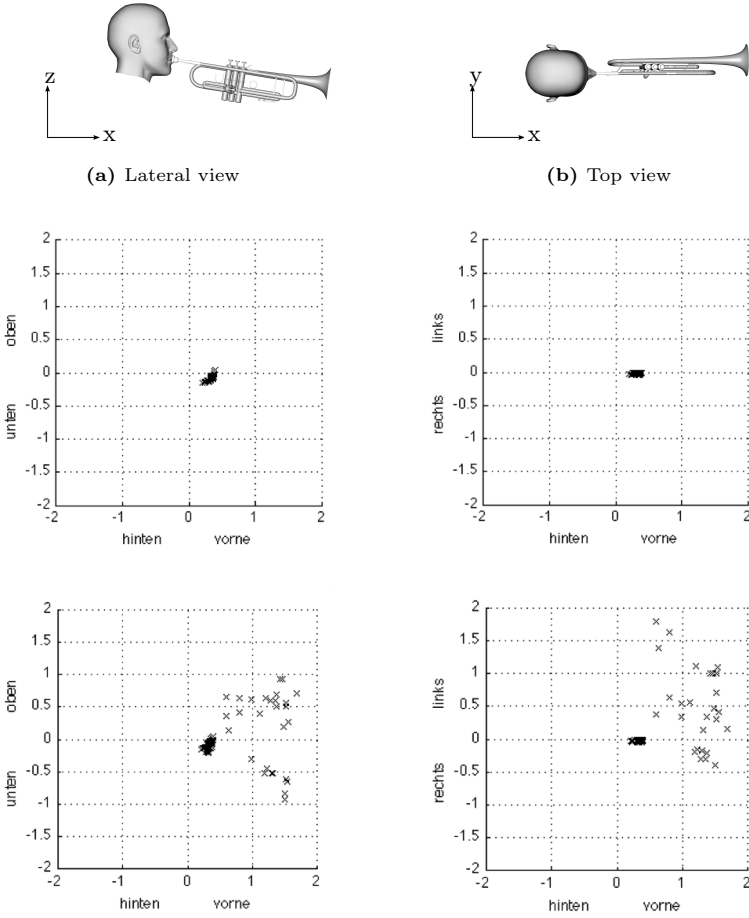 z
x
y
x
(a) Lateral view
(b) Top view
2
1.5
1
0.5
0
-0.5
-1
-1.5
-2
oben
unten
-2 -1 0 1 2
hinten vorne
2
1.5
1
0.5
0
-0.5
-1
-1.5
-2
links
rechts
-2 -1 0 1 2
hinten vorne
2
1.5
1
0.5
0
-0.5
-1
-1.5
-2
oben
unten
-2 -1 0 1 2
hinten vorne
2
1.5
1
0.5
0
-0.5
-1
-1.5
-2
links
rechts
-2 -1 0 1 2
hinten vorne